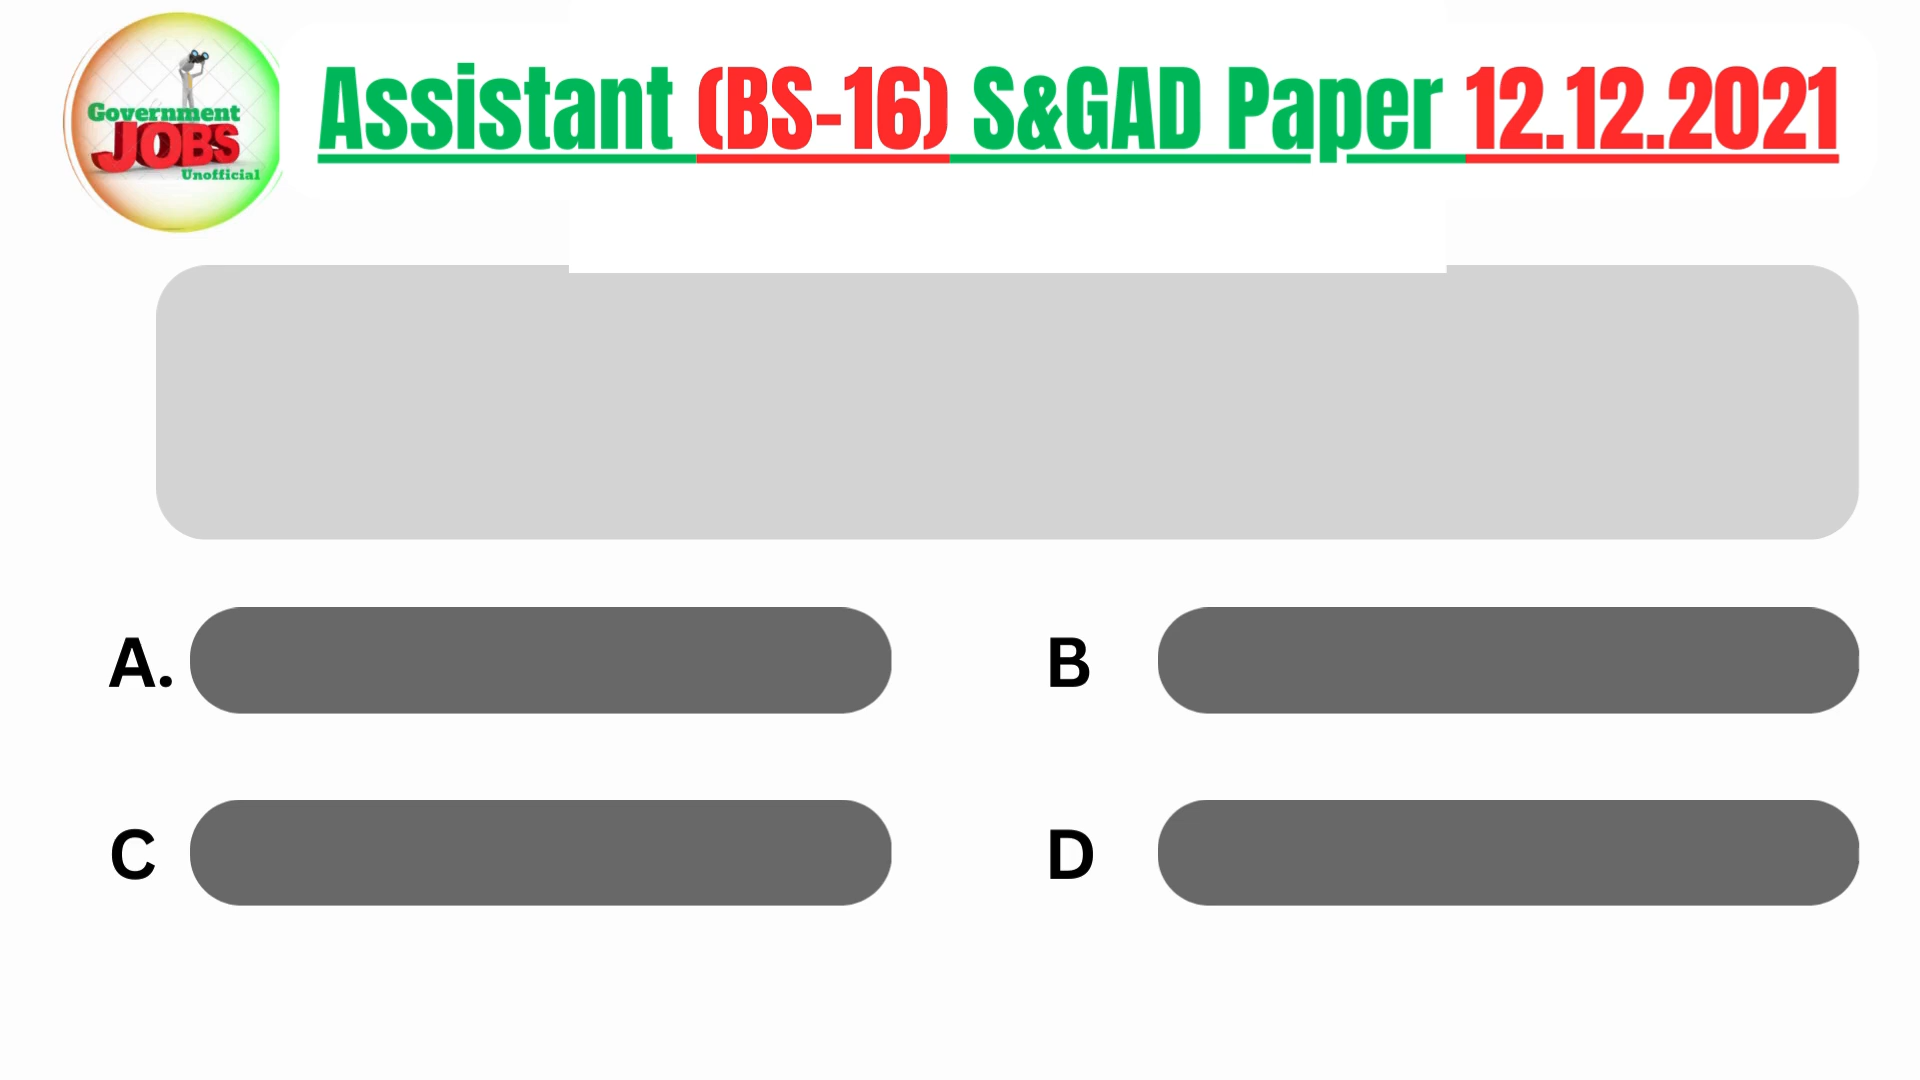 Government
JOBS
Unofficial
Assistant (BS-16) S&GAD Paper 12.12.2021
A.
B
C
D